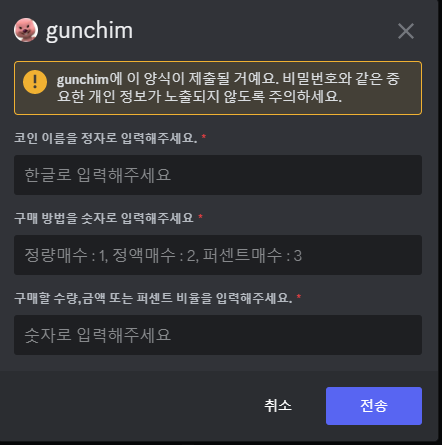 gunchim
gunchim에 이 양식이 제출될 거예요. 비밀번호와 같은 중
요한 개인 정보가 노출되지 않도록 주의하세요.
코인 이름을 정자로 입력해주세요. *
한글로 입력해주세요
구매 방법을 숫자로 입력해주세요 *
정량매수 : 1, 정액매수 : 2, 퍼센트매수 : 3
구매할 수량,금액 또는 퍼센트 비율을 입력해주세요. *
숫자로 입력해주세요
취소 전송